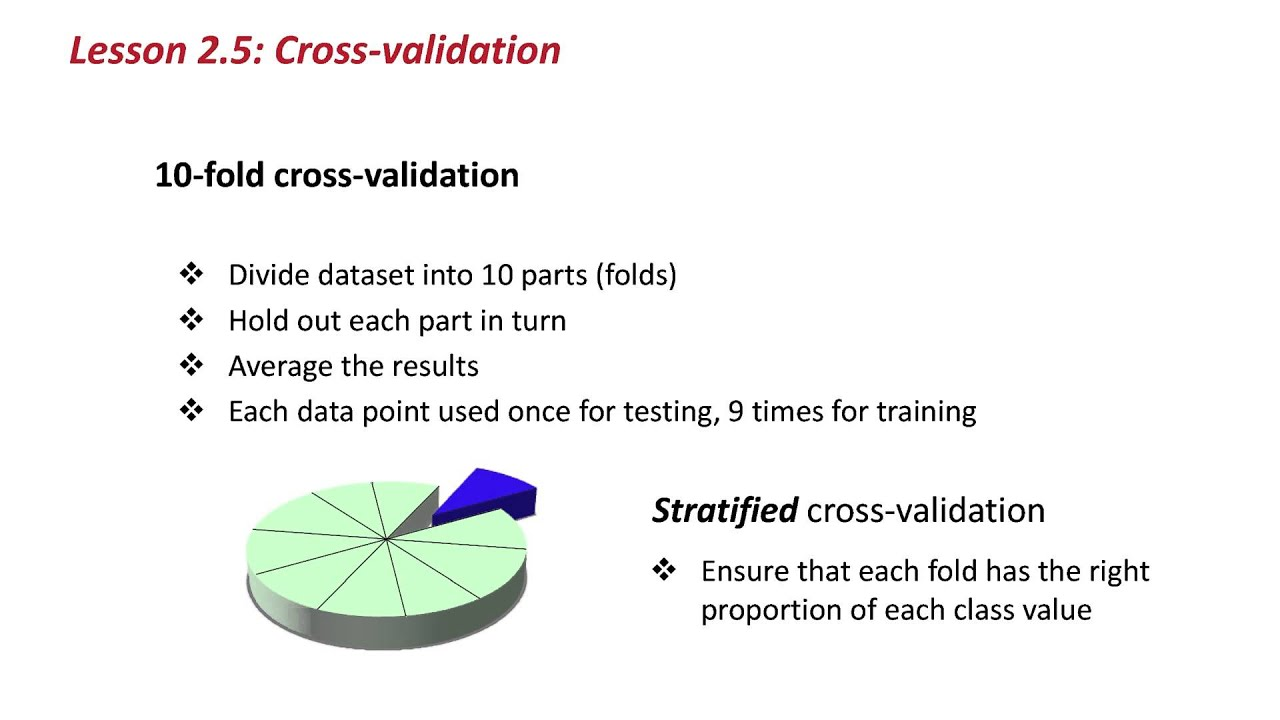 Lesson 2.5: Cross-validation
10-fold cross-validation
❖ Divide dataset into 10 parts (folds)
❖ Hold out each part in turn
❖ Average the results
❖ Each data point used once for testing, 9 times for training
Stratified cross-validation
❖ Ensure that each fold has the right
proportion of each class value